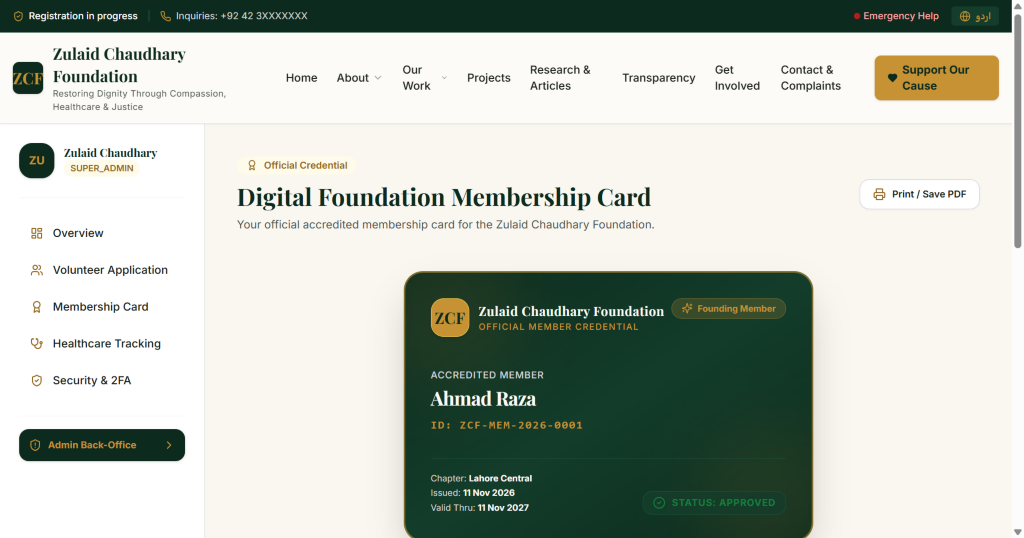 Registration in progress
Inquiries: +92 42 3XXXXXXX
Emergency Help
اردو
ZCF
Zulaid Chaudhary
Foundation
Restoring Dignity Through Compassion,
Healthcare & Justice
Home
About
Our
Work
Projects
Research &
Articles
Transparency
Get
Involved
Contact &
Complaints
Support Our
Cause
ZU
Zulaid Chaudhary
SUPER_ADMIN
Overview
Volunteer Application
Membership Card
Healthcare Tracking
Security & 2FA
Admin Back-Office
Official Credential
Digital Foundation Membership Card
Your official accredited membership card for the Zulaid Chaudhary Foundation.
Print / Save PDF
ZCF
Zulaid Chaudhary Foundation
OFFICIAL MEMBER CREDENTIAL
Founding Member
ACCREDITED MEMBER
Ahmad Raza
ID: ZCF-MEM-2026-0001
Chapter: Lahore Central
Issued: 11 Nov 2026
Valid Thru: 11 Nov 2027
STATUS: APPROVED